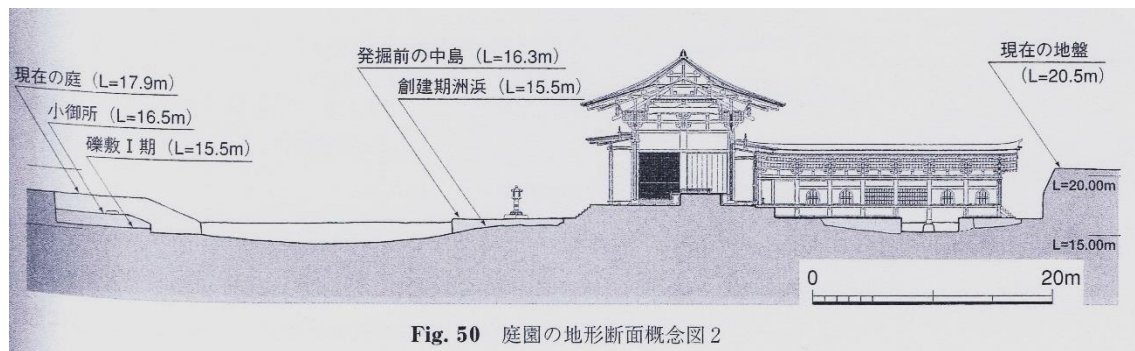 現在の庭（L=17.9m）
小御所（L=16.5m）
礫敷Ⅰ期（L=15.5m）
発掘前の中島（L=16.3m）
創建期洲浜（L=15.5m）
現在の地盤
（L=20.5m）
L=20.00m
L=15.00m
0
20m
Fig. 50 庭園の地形断面概念図2